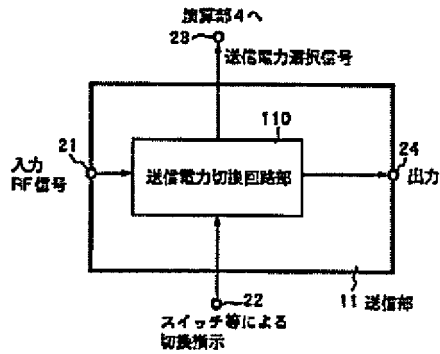 演算部4へ
23
送信電力選択信号
110
21
入力
RF信号
送信電力切換回路部
24
出力
22
11 送信部
スイッチ等による
切換指示